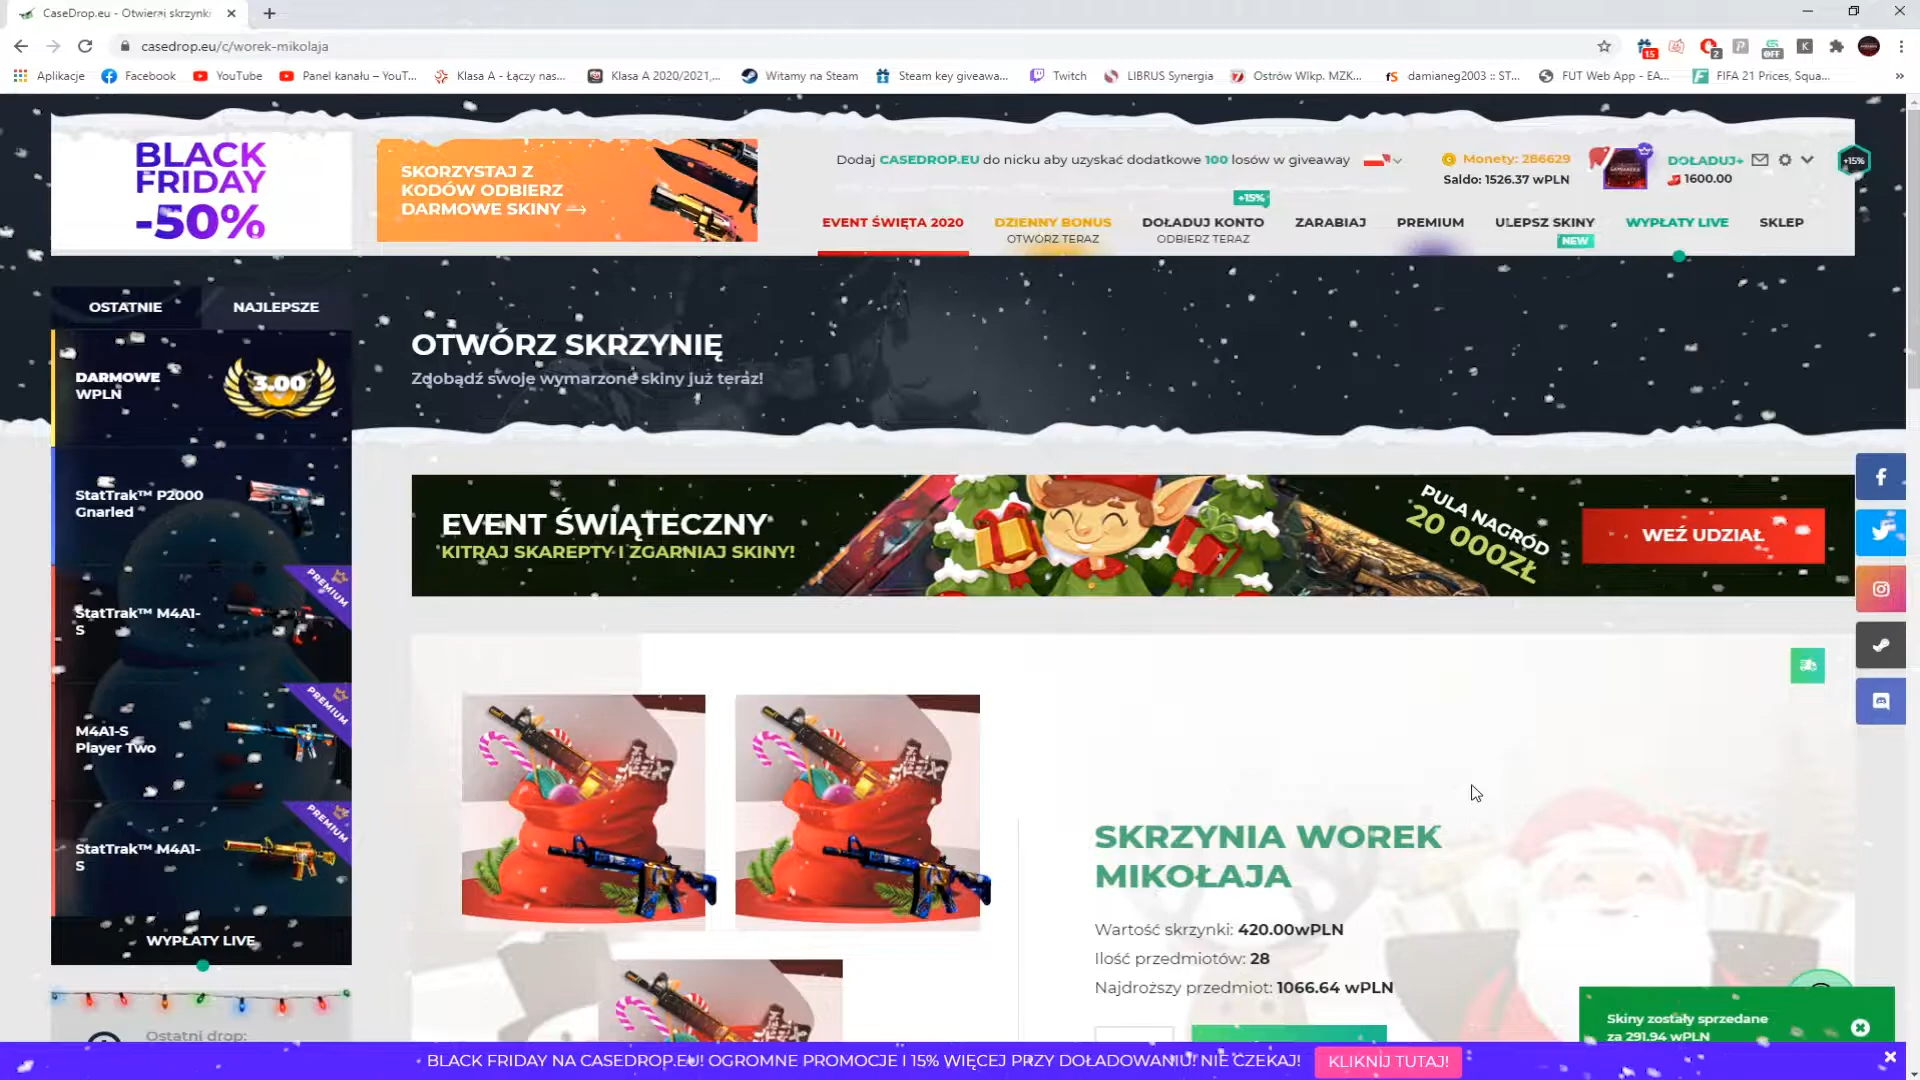 CaseDrop.eu - Otwieraj skrzynki
casedrop.eu/c/worek-mikolaja
15
2
OFF
K
Aplikacje
Facebook
YouTube
Panel kanału – YouT...
Klasa A - Łączy nas...
Klasa A 2020/2021,...
Witamy na Steam
Steam key giveawa...
Twitch
LIBRUS Synergia
Ostrów Wlkp. MZK...
damianeg2003 :: ST...
FUT Web App - EA...
FIFA 21 Prices, Squa...
BLACK
FRIDAY
-50%
SKORZYSTAJ Z
KODÓW ODBIERZ
DARMOWE SKINY
Dodaj CASEDROP.EU do nicku aby uzyskać dodatkowe 100 losów w giveaway
Monety: 286629
Saldo: 1526.37 wPLN
DOŁADUJ+
1600.00
+15%
+15%
EVENT ŚWIĘTA 2020
DZIENNY BONUS
OTWÓRZ TERAZ
DOŁADUJ KONTO
ODBIERZ TERAZ
ZARABIAJ
PREMIUM
ULEPSZ SKINY
NEW
WYPŁATY LIVE
SKLEP
OSTATNIE
NAJLEPSZE
DARMOWE
WPLN
3.00
StatTrak™ P2000
Gnarled
PREMIUM
StatTrak™ M4A1-
S
PREMIUM
M4A1-S
Player Two
PREMIUM
StatTrak™ M4A1-
S
WYPŁATY LIVE
Ostatni drop:
OTWÓRZ SKRZYNIĘ
Zdobądź swoje wymarzone skiny już teraz!
EVENT ŚWIĄTECZNY
KITRAJ SKAREPTY I ZGARNIAJ SKINY!
PULA NAGRÓD
20 000ZŁ
WEŹ UDZIAŁ
SKRZYNIA WOREK
MIKOŁAJA
Wartość skrzynki: 420.00wPLN
Ilość przedmiotów: 28
Najdroższy przedmiot: 1066.64 wPLN
Skiny zostały sprzedane
za 291.94 wPLN
BLACK FRIDAY NA CASEDROP.EU! OGROMNE PROMOCJE I 15% WIĘCEJ PRZY DOŁADOWANIU! NIE CZEKAJ!
KLIKNIJ TUTAJ!